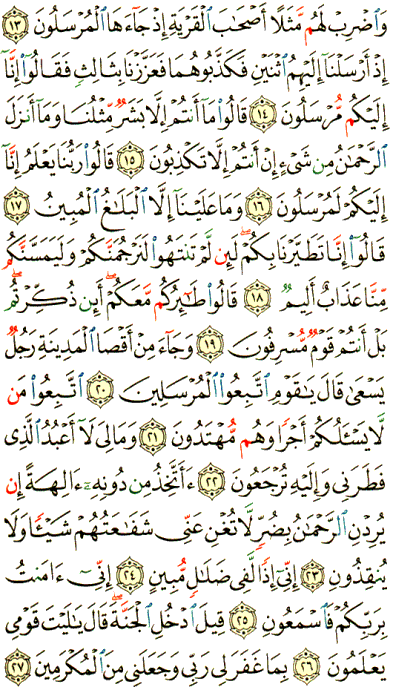 وَٱضۡرِبۡ لَهُم مَّثَلًا أَصۡحَٰبَ ٱلۡقَرۡيَةِ إِذۡ جَآءَهَا ٱلۡمُرۡسَلُونَ ١٣
إِذۡ أَرۡسَلۡنَآ إِلَيۡهِمُ ٱثۡنَيۡنِ فَكَذَّبُوهُمَا فَعَزَّزۡنَا بِثَالِثٖ فَقَالُوٓاْ إِنَّآ
إِلَيۡكُم مُّرۡسَلُونَ ١٤ قَالُواْ مَآ أَنتُمۡ إِلَّا بَشَرٞ مِّثۡلُنَا وَمَآ أَنزَلَ
ٱلرَّحۡمَٰنُ مِن شَيۡءٍ إِنۡ أَنتُمۡ إِلَّا تَكۡذِبُونَ ١٥ قَالُواْ رَبُّنَا يَعۡلَمُ إِنَّآ
إِلَيۡكُمۡ لَمُرۡسَلُونَ ١٦ وَمَا عَلَيۡنَآ إِلَّا ٱلۡبَلَٰغُ ٱلۡمُبِينُ ١٧
قَالُوٓاْ إِنَّا تَطَيَّرۡنَا بِكُمۡۖ لَئِن لَّمۡ تَنتَهُواْ لَنَرۡجُمَنَّكُمۡ وَلَيَمَسَّنَّكُم
مِّنَّا عَذَابٌ أَلِيمٞ ١٨ قَالُواْ طَٰٓئِرُكُم مَّعَكُمۡ أَئِن ذُكِّرۡتُمۚ
بَلۡ أَنتُمۡ قَوۡمٞ مُّسۡرِفُونَ ١٩ وَجَآءَ مِنۡ أَقۡصَا ٱلۡمَدِينَةِ رَجُلٞ
يَسۡعَىٰ قَالَ يَٰقَوۡمِ ٱتَّبِعُواْ ٱلۡمُرۡسَلِينَ ٢٠ ٱتَّبِعُواْ مَن
لَّا يَسۡـَٔلُكُمۡ أَجۡرٗا وَهُم مُّهۡتَدُونَ ٢١ وَمَالِيَ لَآ أَعۡبُدُ ٱلَّذِي
فَطَرَنِي وَإِلَيۡهِ تُرۡجَعُونَ ٢٢ ءَأَتَّخِذُ مِن دُونِهِۦٓ ءَالِهَةً إِن
يُرِدۡنِ ٱلرَّحۡمَٰنُ بِضُرّٖ لَّا تُغۡنِ عَنِّي شَفَٰعَتُهُمۡ شَيۡـٔٗا وَلَا
يُنقِذُونِ ٢٣ إِنِّيٓ إِذٗا لَّفِي ضَلَٰلٖ مُّبِينٍ ٢٤ إِنِّيٓ ءَامَنتُ
بِرَبِّكُمۡ فَٱسۡمَعُونِ ٢٥ قِيلَ ٱدۡخُلِ ٱلۡجَنَّةَۖ قَالَ يَٰلَيۡتَ قَوۡمِي
يَعۡلَمُونَ ٢٦ بِمَا غَفَرَ لِي رَبِّي وَجَعَلَنِي مِنَ ٱلۡمُكۡرَمِينَ ٢٧